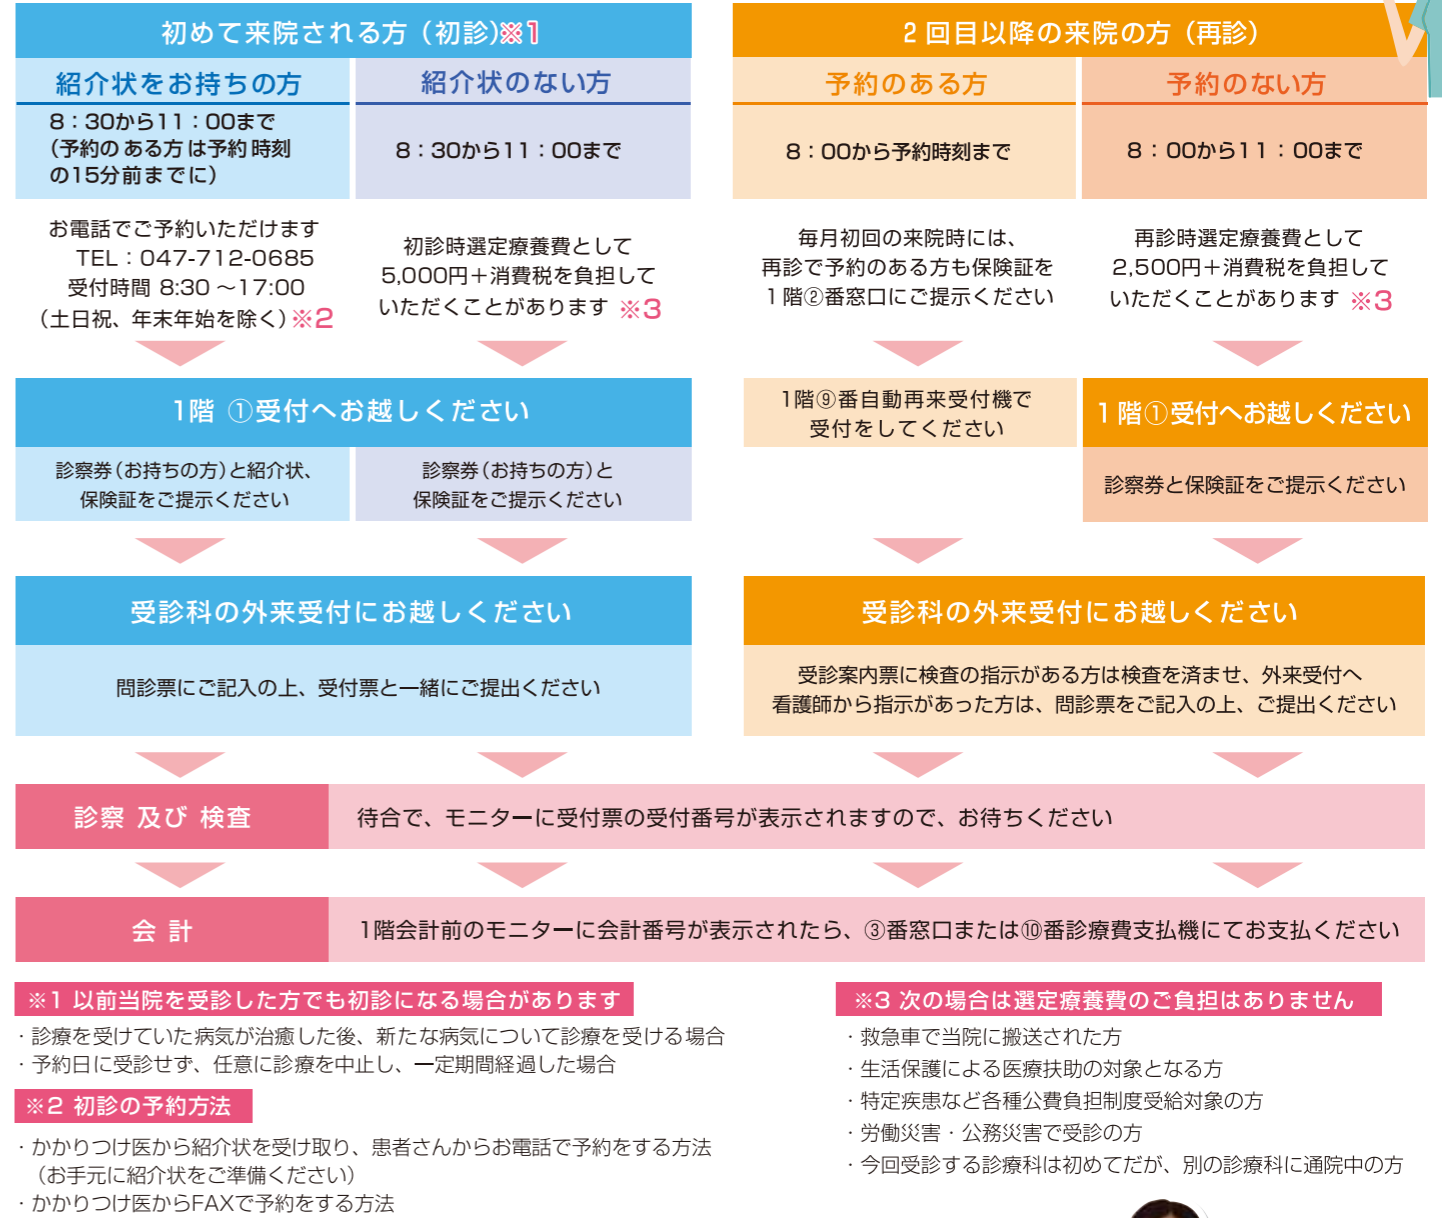 初めて来院される方（初診）※1
紹介状をお持ちの方
8：30から11：00まで
（予約のある方は予約時刻
の15分前までに）
お電話でご予約いただけます
TEL：047-712-0685
受付時間 8:30～17:00
（土日祝、年末年始を除く）※2
紹介状のない方
8：30から11：00まで
初診時選定療養費として
5,000円＋消費税を負担して
いただくことがあります ※3
1階 ①受付へお越しください
診察券（お持ちの方）と紹介状、
保険証をご提示ください
診察券（お持ちの方）と
保険証をご提示ください
受診科の外来受付にお越しください
問診票にご記入の上、受付票と一緒にご提出ください
2回目以降の来院の方（再診）
予約のある方
8：00から予約時刻まで
毎月初回の来院時には、
再診で予約のある方も保険証を
1階②番窓口にご提示ください
予約のない方
8：00から11：00まで
再診時選定療養費として
2,500円＋消費税を負担して
いただくことがあります ※3
1階⑨番自動再来受付機で
受付をしてください
1階①受付へお越しください
診察券と保険証をご提示ください
受診科の外来受付にお越しください
受診案内票に検査の指示がある方は検査を済ませ、外来受付へ
看護師から指示があった方は、問診票をご記入の上、ご提出ください
診察 及び 検査
待合で、モニターに受付票の受付番号が表示されますので、お待ちください
会計
1階会計前のモニターに会計番号が表示されたら、③番窓口または⑩番診療費支払機にてお支払ください
※1 以前当院を受診した方でも初診になる場合があります
・診療を受けていた病気が治癒した後、新たな病気について診療を受ける場合
・予約日に受診せず、任意に診療を中止し、一定期間経過した場合
※2 初診の予約方法
・かかりつけ医から紹介状を受け取り、患者さんからお電話で予約をする方法
（お手元に紹介状をご準備ください）
・かかりつけ医からFAXで予約をする方法
※3 次の場合は選定療養費のご負担はありません
・救急車で当院に搬送された方
・生活保護による医療扶助の対象となる方
・特定疾患など各種公費負担制度受給対象の方
・労働災害・公務災害で受診の方
・今回受診する診療科は初めてだが、別の診療科に通院中の方